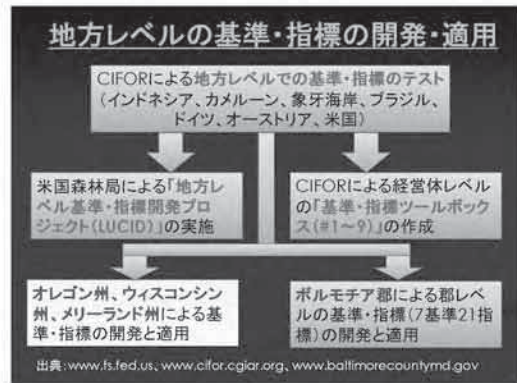 地方レベルの基準・指標の開発・適用
CIFORIによる地方レベルでの基準・指標のテスト
(インドネシア、カメルーン、象牙海岸、ブラジル、
ドイツ、オーストリア、米国)
米国森林局による「地方レ
ベル基準・指標開発プロ
ジェクト(LUCID)」の実施
CIFORIによる経営体レベル
の「基準・指標ツールボック
ス(#1～9)」の作成
オレゴン州、ウィスコンシン
州、メリーランド州による基
準・指標の開発と適用
ボルモチア郡による郡レベ
ルの基準・指標(7基準21指
標)の開発と適用
出典:www.fs.fed.us、www.cifor.cgiar.org、www.baltimorecountymd.gov